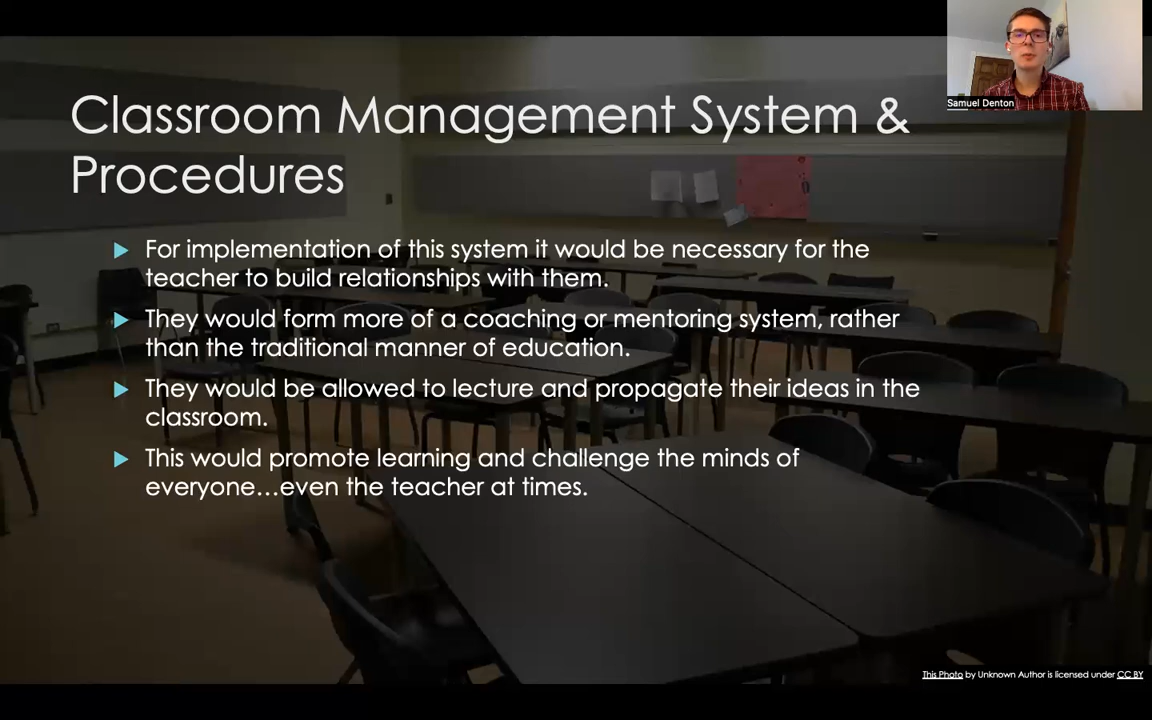 Classroom Management System &
Procedures
For implementation of this system it would be necessary for the
teacher to build relationships with them.
They would form more of a coaching or mentoring system, rather
than the traditional manner of education.
They would be allowed to lecture and propagate their ideas in the
classroom.
This would promote learning and challenge the minds of
everyone…even the teacher at times.
Samuel Denton
This Photo by Unknown Author is licensed under CC BY